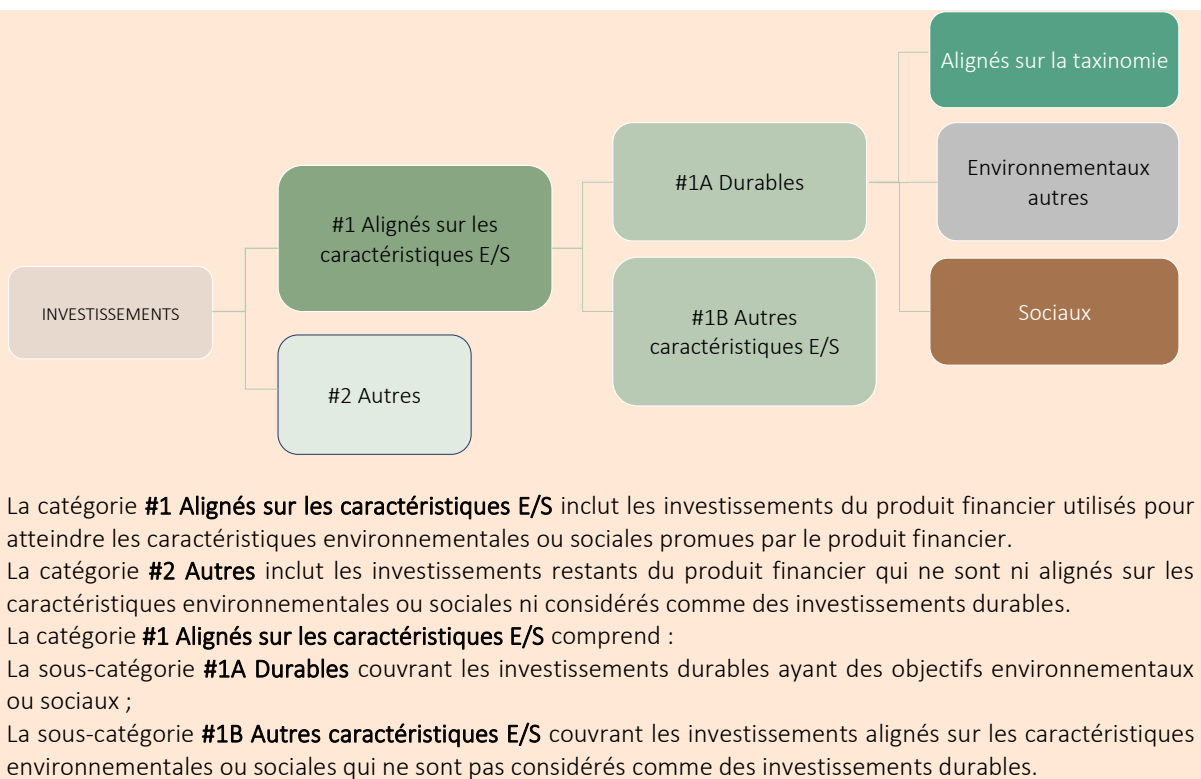 Alignés sur la taxinomie
Environnementaux
autres
#1A Durables
#1 Alignés sur les
caractéristiques E/S
INVESTISSEMENTS
Sociaux
#1B Autres
caractéristiques E/S
#2 Autres
La catégorie #1 Alignés sur les caractéristiques E/S inclut les investissements du produit financier utilisés pour
atteindre les caractéristiques environnementales ou sociales promues par le produit financier.
La catégorie #2 Autres inclut les investissements restants du produit financier qui ne sont ni alignés sur les
caractéristiques environnementales ou sociales ni considérés comme des investissements durables.
La catégorie #1 Alignés sur les caractéristiques E/S comprend :
La sous-catégorie #1A Durables couvrant les investissements durables ayant des objectifs environnementaux
ou sociaux ;
La sous-catégorie #1B Autres caractéristiques E/S couvrant les investissements alignés sur les caractéristiques
environnementales ou sociales qui ne sont pas considérés comme des investissements durables.